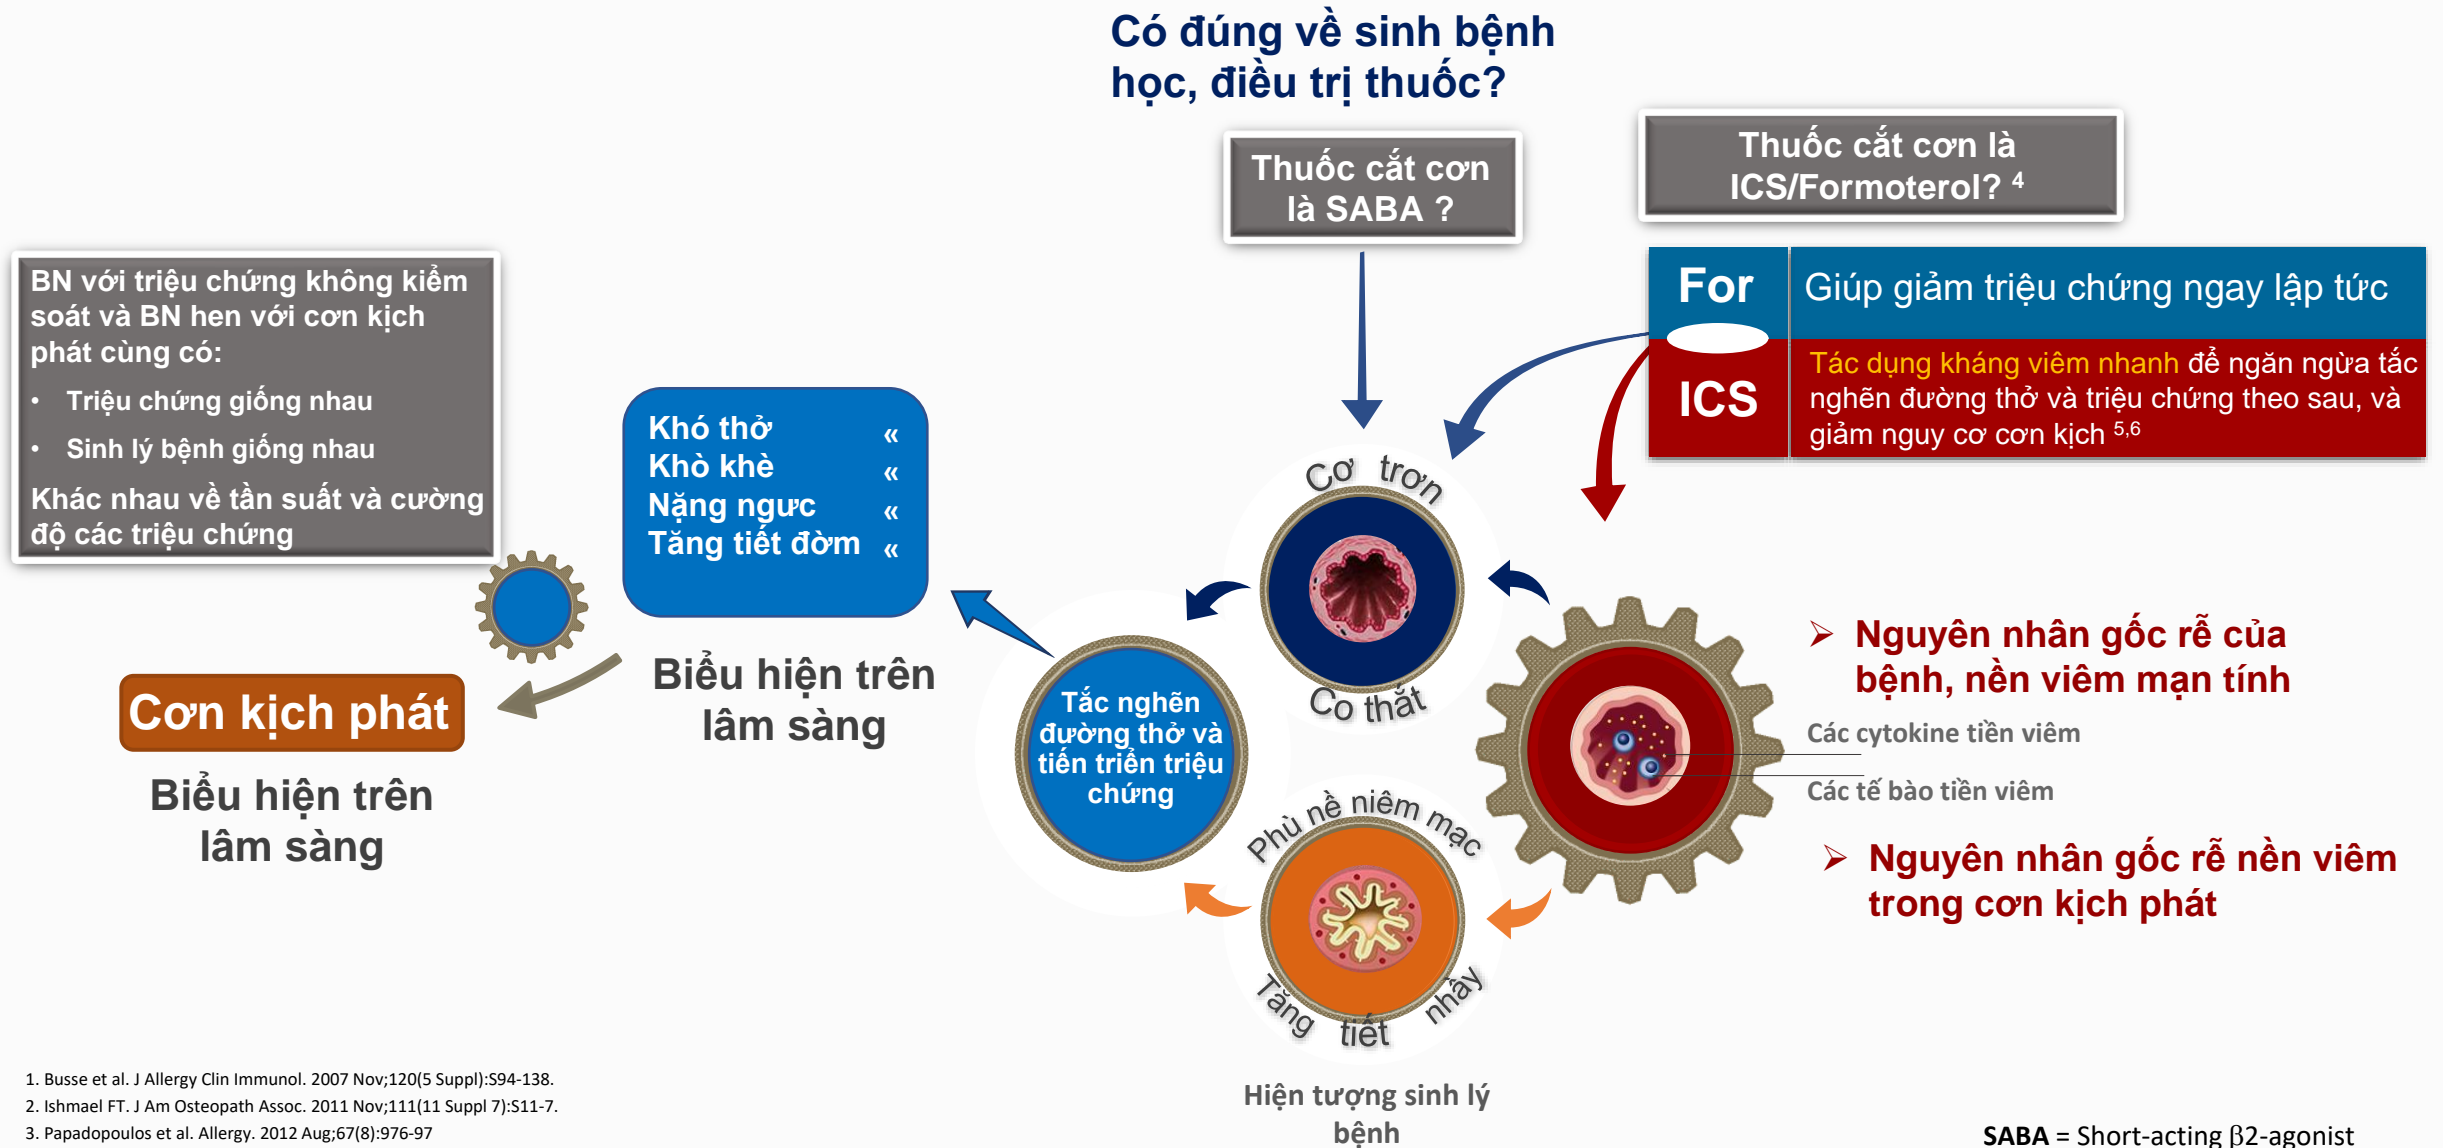 Có đúng về sinh bệnh
học, điều trị thuốc?
Thuốc cắt cơn
là SABA ?
Thuốc cắt cơn là
ICS/Formoterol? 4
BN với triệu chứng không kiểm
soát và BN hen với cơn kịch
phát cùng có:
• Triệu chứng giống nhau
• Sinh lý bệnh giống nhau
Khác nhau về tần suất và cường
độ các triệu chứng
For
Giúp giảm triệu chứng ngay lập tức
ICS
Tác dụng kháng viêm nhanh để ngăn ngừa tắc
nghẽn đường thở và triệu chứng theo sau, và
giảm nguy cơ cơn kịch 5,6
Khó thở «
Khò khè «
Nặng ngưc «
Tăng tiết đờm «
Biểu hiện trên
lâm sàng
Cơn kịch phát
Biểu hiện trên
lâm sàng
Cơ trơn
Co thắt
Tắc nghẽn
đường thở và
tiến triển triệu
chứng
Phù nề niêm mạc
Tăng tiết nhầy
Hiện tượng sinh lý
bệnh
➢ Nguyên nhân gốc rễ của
bệnh, nền viêm mạn tính
Các cytokine tiền viêm
Các tế bào tiền viêm
➢ Nguyên nhân gốc rễ nền viêm
trong cơn kịch phát
1. Busse et al. J Allergy Clin Immunol. 2007 Nov;120(5 Suppl):S94-138.
2. Ishmael FT. J Am Osteopath Assoc. 2011 Nov;111(11 Suppl 7):S11-7.
3. Papadopoulos et al. Allergy. 2012 Aug;67(8):976-97
SABA = Short-acting β2-agonist